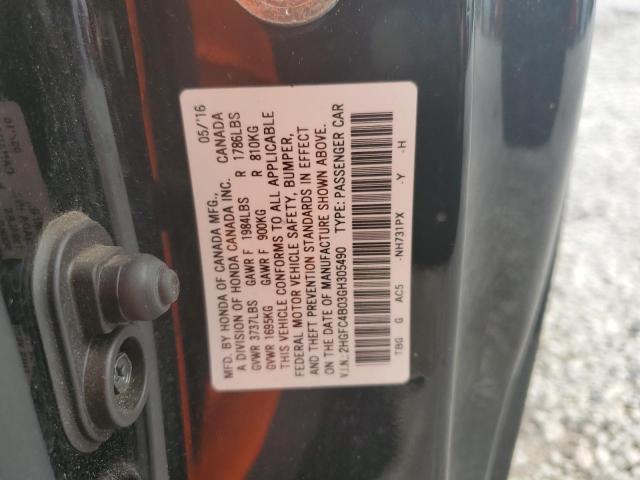 MFD. BY HONDA OF CANADA MFG., 05/'16
A DIVISION OF HONDA CANADA INC. CANADA
GVWR 3737LBS GAWR F 1984LBS R 1786LBS
GVWR 1695KG GAWR F 900KG R 810KG
THIS VEHICLE CONFORMS TO ALL APPLICABLE
FEDERAL MOTOR VEHICLE SAFETY, BUMPER,
AND THEFT PREVENTION STANDARDS IN EFFECT
ON THE DATE OF MANUFACTURE SHOWN ABOVE.
V.I.N.:2HGFC4B03GH305490 TYPE: PASSENGER CAR
TBG G AC5 -NH731PX -Y -H